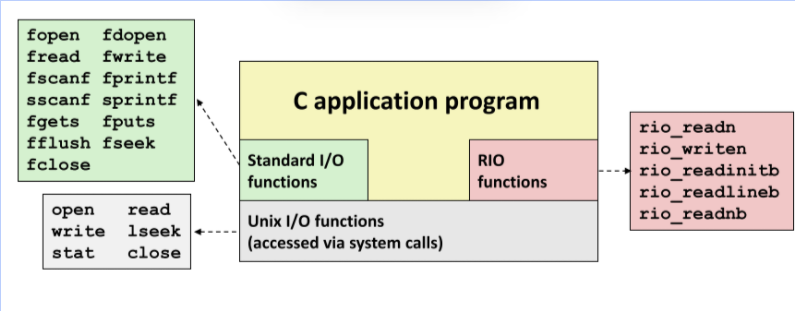 fopen fdopen
fread fwrite
fscanf fprintf
sscanf sprintf
fgets fputs
fflush fseek
fclose
C application program
Standard I/O
functions
RIO
functions
rio_readn
rio_writen
rio_readinitb
rio_readlineb
rio_readnb
open read
write lseek
stat close
Unix I/O functions
(accessed via system calls)